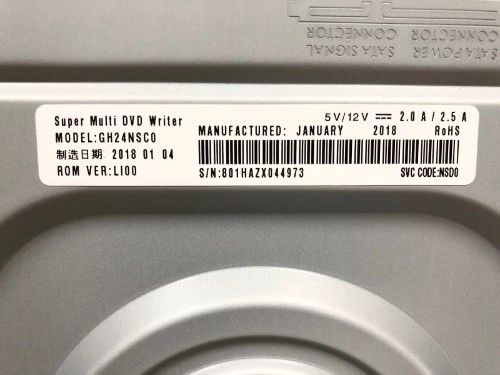 SATA SIGNAL CONNECTOR
SATA POWER CONNECTOR
Super Multi DVD Writer
5V/12V ⎓ 2.0 A / 2.5 A
MODEL:GH24NSC0
MANUFACTURED: JANUARY 2018 RoHS
制造日期: 2018 01 04
ROM VER:LI00
S/N:801HAZX044973
SVC CODE:NSD0